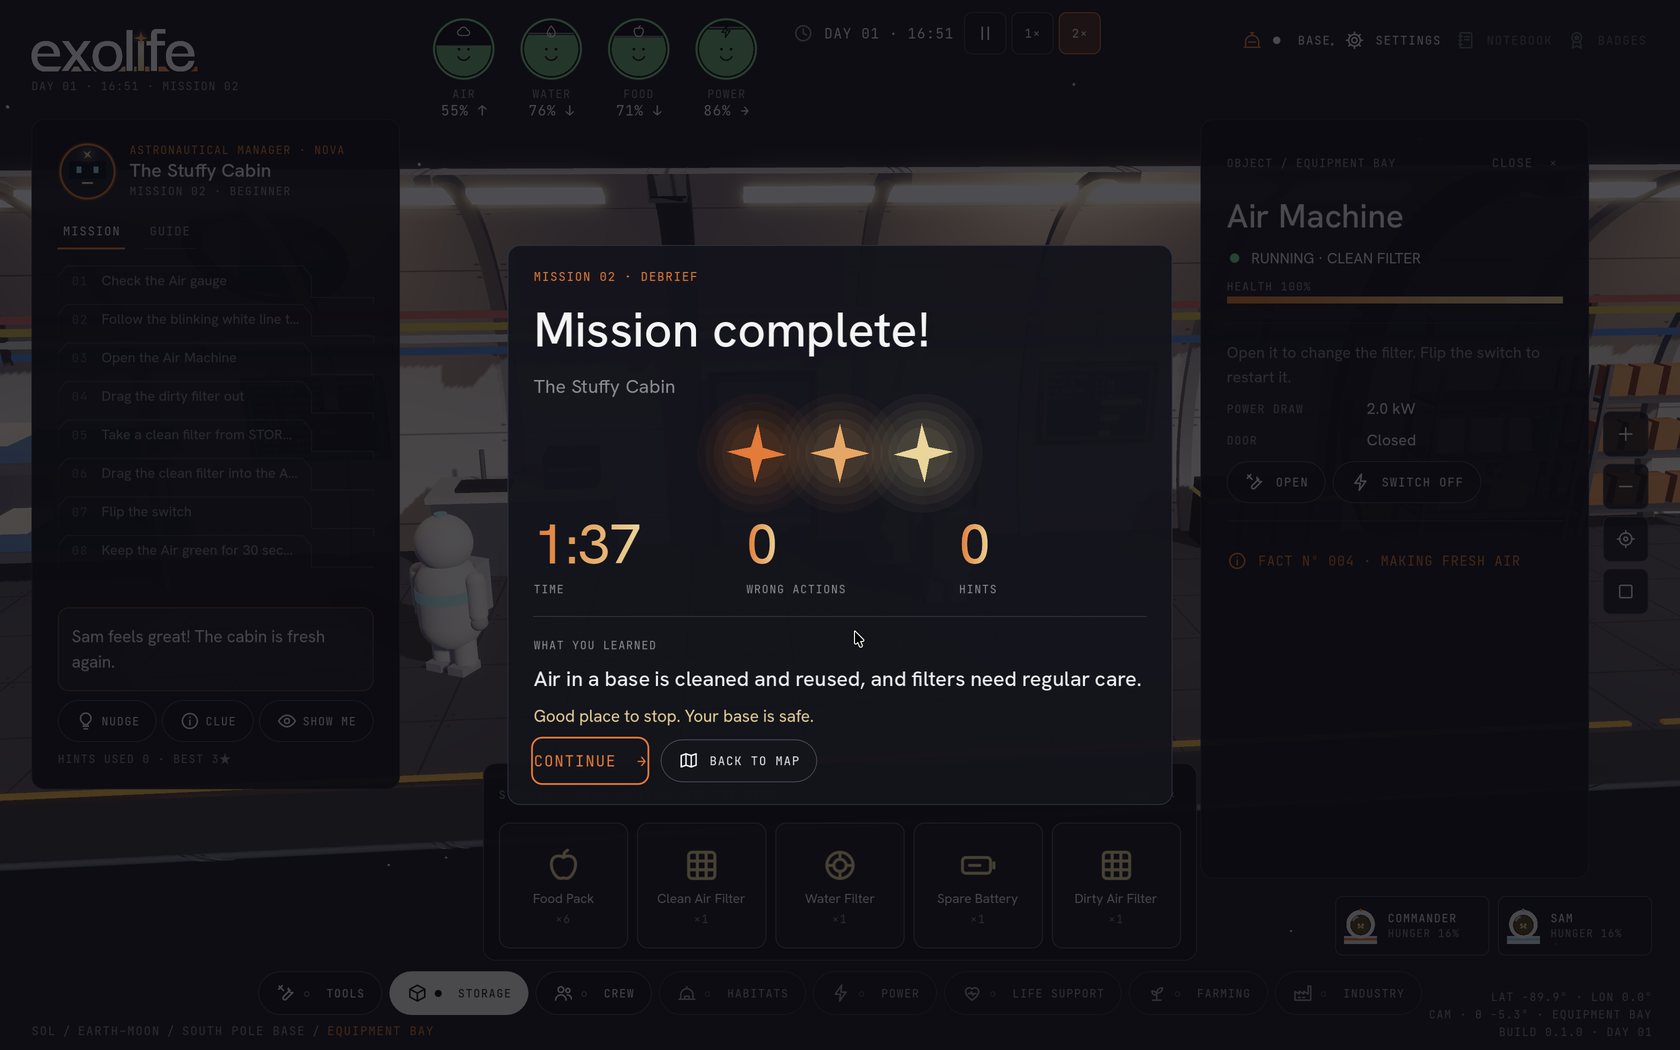 exolife
DAY 01 · 16:51 · MISSION 02
AIR
55% ↑
WATER
76% ↓
FOOD
71% ↓
POWER
86% →
DAY 01 · 16:51
1×
2×
BASE
SETTINGS
NOTEBOOK
BADGES
ASTRONAUTICAL MANAGER · NOVA
The Stuffy Cabin
MISSION 02 · BEGINNER
MISSION
GUIDE
01 Check the Air gauge
02 Follow the blinking white line t...
03 Open the Air Machine
04 Drag the dirty filter out
05 Take a clean filter from STOR...
06 Drag the clean filter into the A...
07 Flip the switch
08 Keep the Air green for 30 sec...
Sam feels great! The cabin is fresh
again.
NUDGE
CLUE
SHOW ME
HINTS USED 0 · BEST 3★
MISSION 02 · DEBRIEF
Mission complete!
The Stuffy Cabin
1:37
TIME
0
WRONG ACTIONS
0
HINTS
WHAT YOU LEARNED
Air in a base is cleaned and reused, and filters need regular care.
Good place to stop. Your base is safe.
CONTINUE →
BACK TO MAP
OBJECT / EQUIPMENT BAY
CLOSE ×
Air Machine
RUNNING · CLEAN FILTER
HEALTH 100%
Open it to change the filter. Flip the switch to
restart it.
POWER DRAW 2.0 kW
DOOR Closed
OPEN
SWITCH OFF
FACT N° 004 · MAKING FRESH AIR
Food Pack
×6
Clean Air Filter
×1
Water Filter
×1
Spare Battery
×1
Dirty Air Filter
×1
COMMANDER
HUNGER 16%
SAM
HUNGER 16%
TOOLS
STORAGE
CREW
HABITATS
POWER
LIFE SUPPORT
FARMING
INDUSTRY
SOL / EARTH-MOON / SOUTH POLE BASE / EQUIPMENT BAY
LAT -89.9° · LON 0.0°
CAM · 0 -5.3° · EQUIPMENT BAY
BUILD 0.1.0 · DAY 01